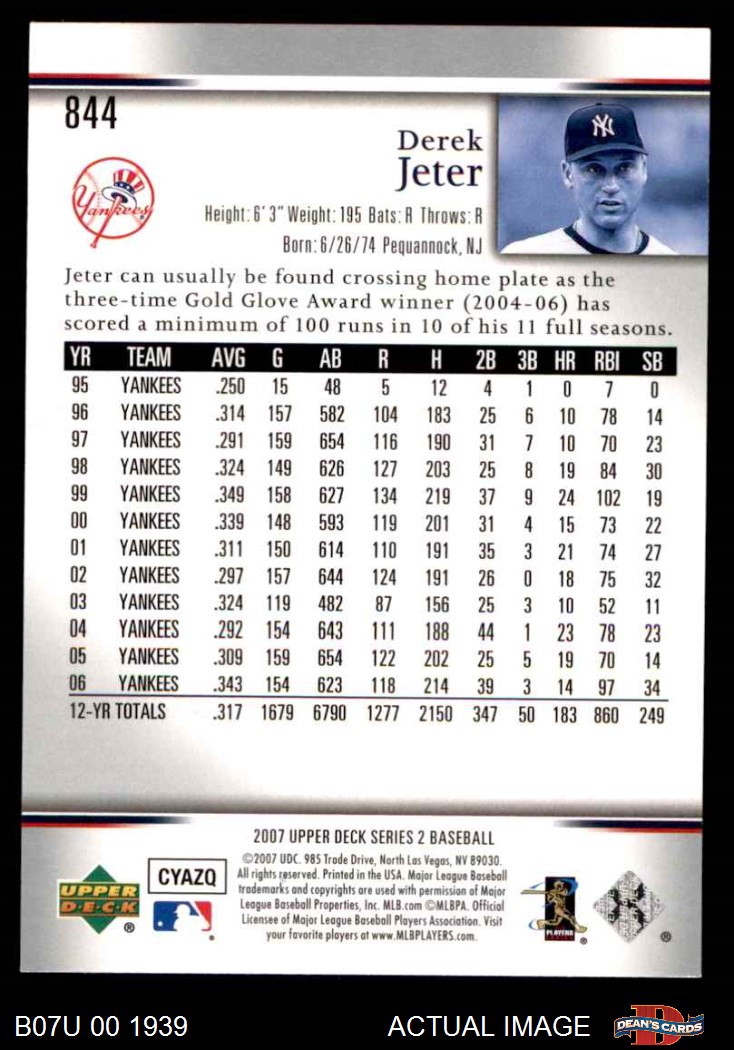 844
Derek
Jeter
NY
Yankees
Height: 6' 3" Weight: 195 Bats: R Throws: R
Born: 6/26/74 Pequannock, NJ
Jeter can usually be found crossing home plate as the
three-time Gold Glove Award winner (2004-06) has
scored a minimum of 100 runs in 10 of his 11 full seasons.
YR TEAM AVG G AB R H 2B 3B HR RBI SB
95 YANKEES .250 15 48 5 12 4 1 0 7 0
96 YANKEES .314 157 582 104 183 25 6 10 78 14
97 YANKEES .291 159 654 116 190 31 7 10 70 23
98 YANKEES .324 149 626 127 203 25 8 19 84 30
99 YANKEES .349 158 627 134 219 37 9 24 102 19
00 YANKEES .339 148 593 119 201 31 4 15 73 22
01 YANKEES .311 150 614 110 191 35 3 21 74 27
02 YANKEES .297 157 644 124 191 26 0 18 75 32
03 YANKEES .324 119 482 87 156 25 3 10 52 11
04 YANKEES .292 154 643 111 188 44 1 23 78 23
05 YANKEES .309 159 654 122 202 25 5 19 70 14
06 YANKEES .343 154 623 118 214 39 3 14 97 34
12-YR TOTALS .317 1679 6790 1277 2150 347 50 183 860 249
2007 UPPER DECK SERIES 2 BASEBALL
©2007 UDC. 985 Trade Drive, North Las Vegas, NV 89030.
All rights reserved. Printed in the USA. Major League Baseball
trademarks and copyrights are used with permission of Major
League Baseball Properties, Inc. MLB.com ©MLBPA. Official
Licensee of Major League Baseball Players Association. Visit
your favorite players at www.MLBPLAYERS.com.
CYAZQ
UPPER
DECK ®
PLAYERS
B07U 00 1939
ACTUAL IMAGE
DEAN'S CARDS